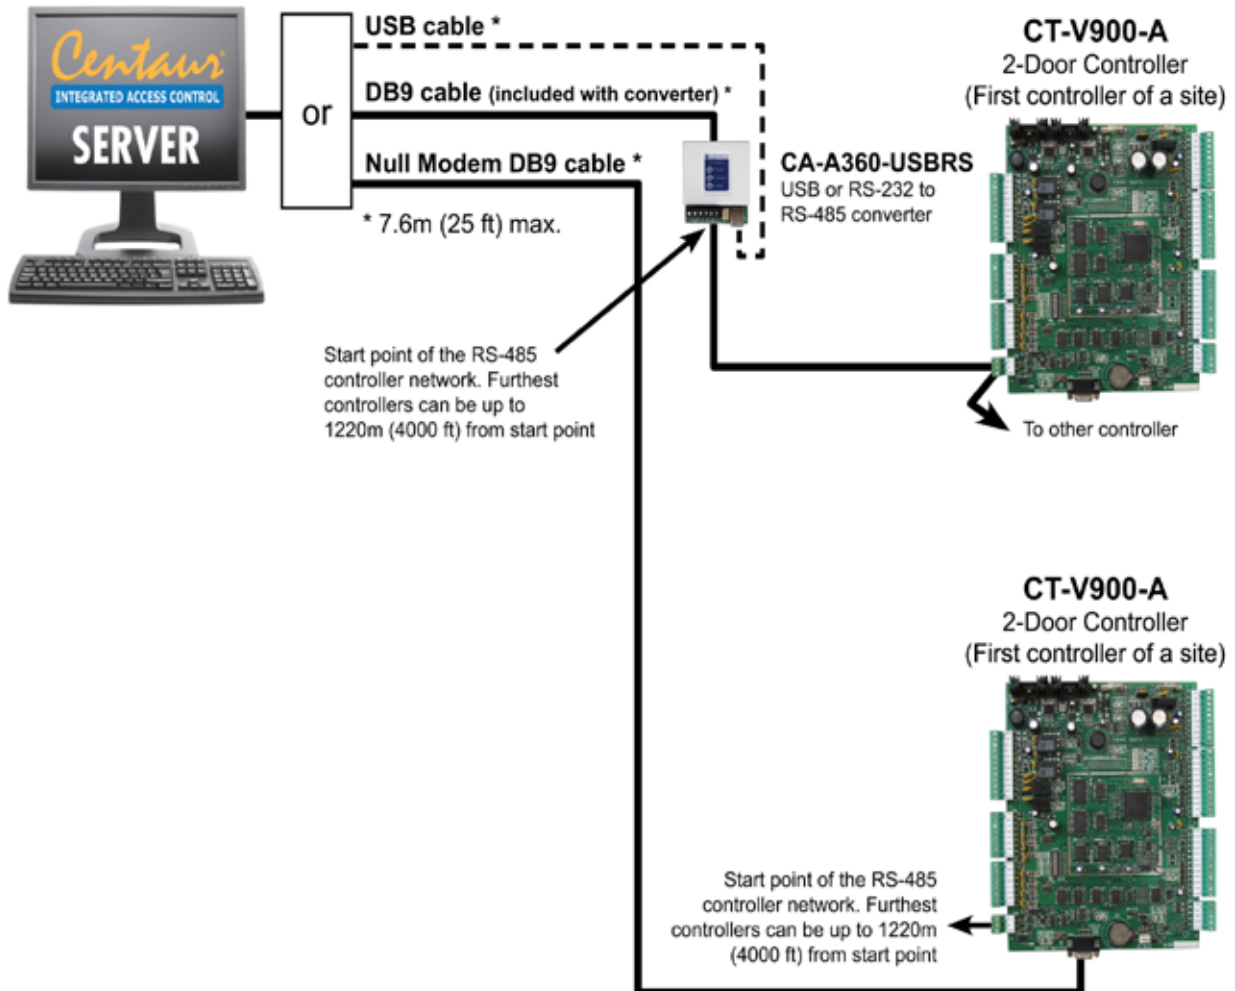 Centaur
INTEGRATED ACCESS CONTROL
SERVER
or
USB cable *
DB9 cable (included with converter) *
Null Modem DB9 cable *
* 7.6m (25 ft) max.
CA-A360-USBRS
USB or RS-232 to
RS-485 converter
CT-V900-A
2-Door Controller
(First controller of a site)
Start point of the RS-485
controller network. Furthest
controllers can be up to
1220m (4000 ft) from start point
To other controller
CT-V900-A
2-Door Controller
(First controller of a site)
Start point of the RS-485
controller network. Furthest
controllers can be up to 1220m
(4000 ft) from start point